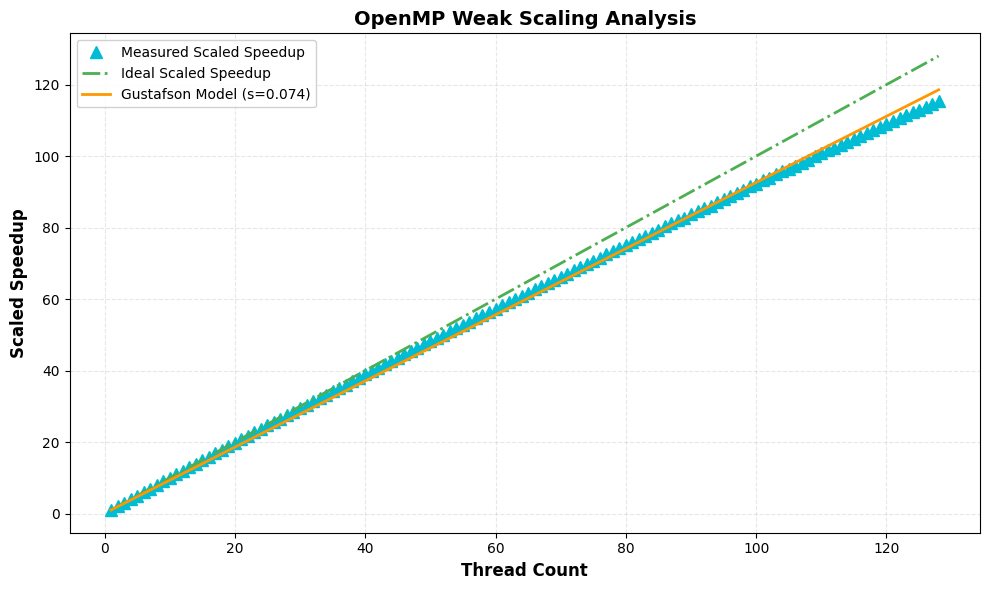 OpenMP Weak Scaling Analysis
Measured Scaled Speedup
Ideal Scaled Speedup
Gustafson Model (s=0.074)
Scaled Speedup
120
100
80
60
40
20
0
0 20 40 60 80 100 120
Thread Count